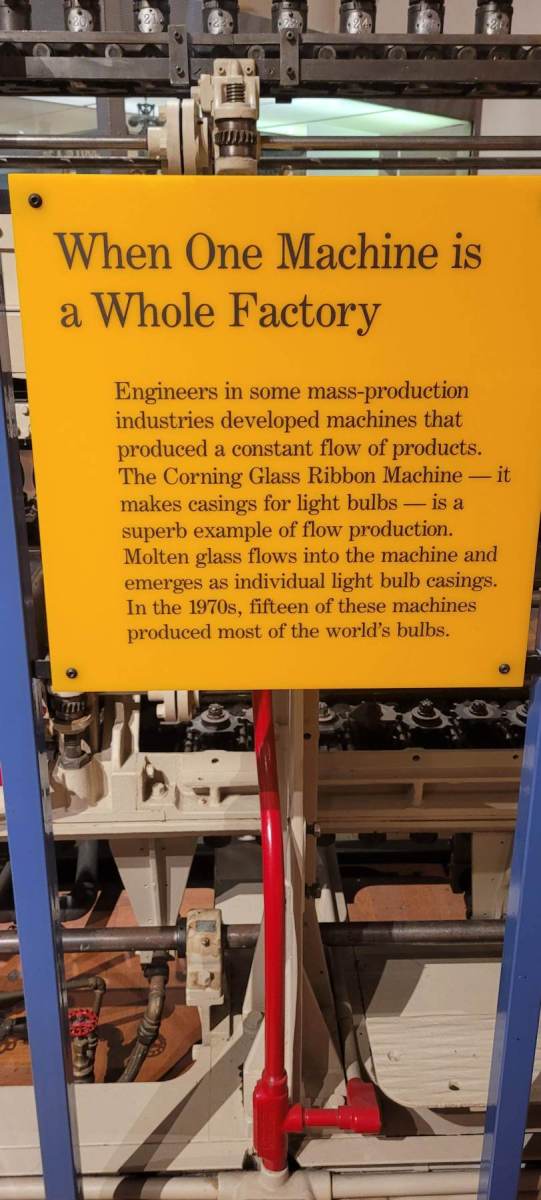 When One Machine is
a Whole Factory
Engineers in some mass-production
industries developed machines that
produced a constant flow of products.
The Corning Glass Ribbon Machine — it
makes casings for light bulbs — is a
superb example of flow production.
Molten glass flows into the machine and
emerges as individual light bulb casings.
In the 1970s, fifteen of these machines
produced most of the world's bulbs.